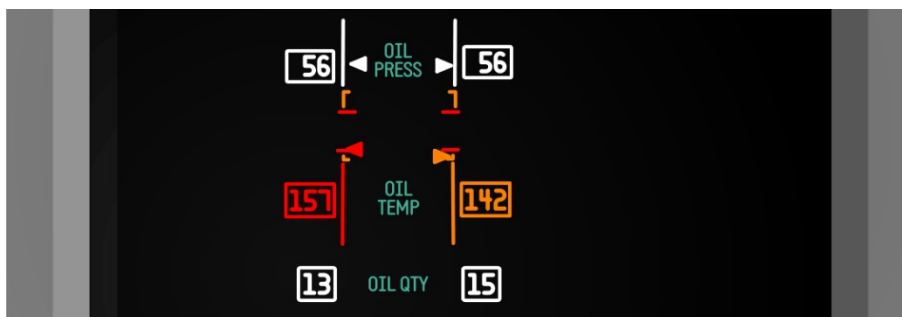 56 OIL PRESS 56
157 OIL TEMP 142
13 OIL QTY 15